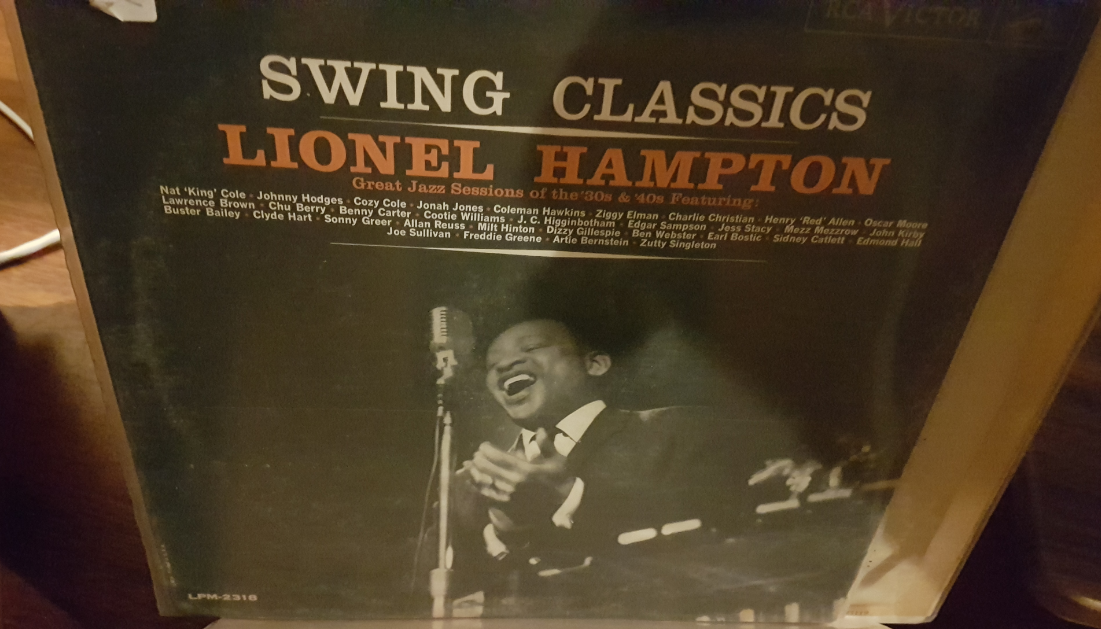 RCA VICTOR
SWING CLASSICS
LIONEL HAMPTON
Great Jazz Sessions of the '30s & '40s Featuring:
Nat 'King' Cole • Johnny Hodges • Cozy Cole • Jonah Jones • Coleman Hawkins • Ziggy Elman • Charlie Christian • Henry 'Red' Allen • Oscar Moore
Lawrence Brown • Chu Berry • Benny Carter • Cootie Williams • J. C. Higginbotham • Edgar Sampson • Jess Stacy • Mezz Mezzrow • John Kirby
Buster Bailey • Clyde Hart • Sonny Greer • Allan Reuss • Milt Hinton • Dizzy Gillespie • Ben Webster • Earl Bostic • Sidney Catlett • Edmond Hall
Joe Sullivan • Freddie Greene • Artie Bernstein • Zutty Singleton
LPM-2318